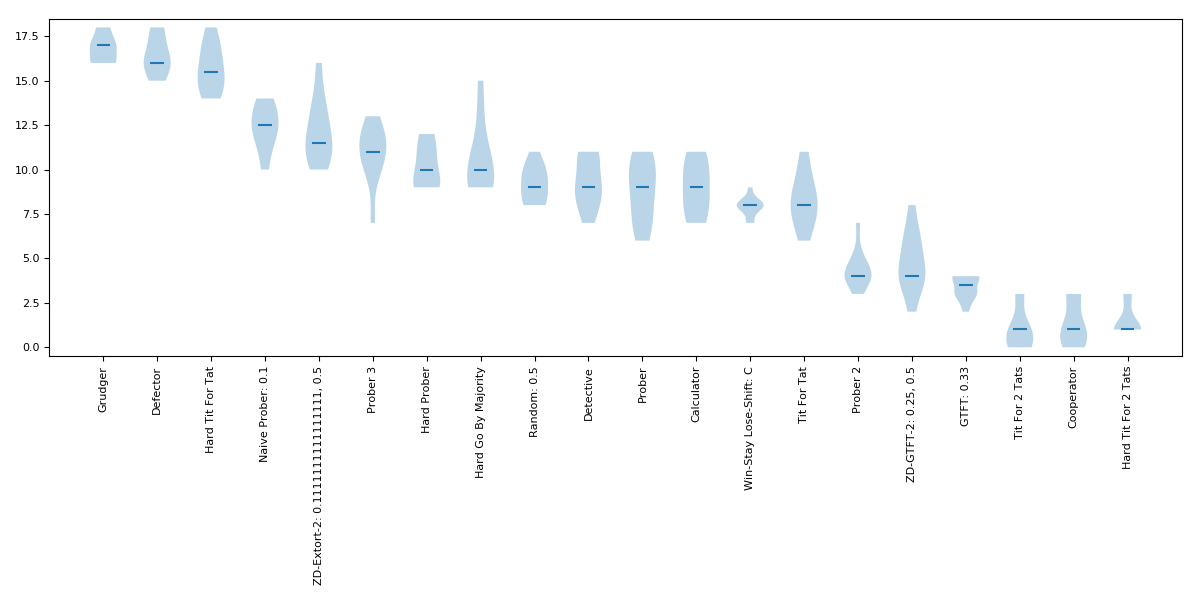 17.5
15.0
12.5
10.0
7.5
5.0
2.5
0.0
Grudger
Defector
Hard Tit For Tat
Naive Prober: 0.1
ZD-Extort-2: 0.1111111111111111, 0.5
Prober 3
Hard Prober
Hard Go By Majority
Random: 0.5
Detective
Prober
Calculator
Win-Stay Lose-Shift: C
Tit For Tat
Prober 2
ZD-GTFT-2: 0.25, 0.5
GTFT: 0.33
Tit For 2 Tats
Cooperator
Hard Tit For 2 Tats